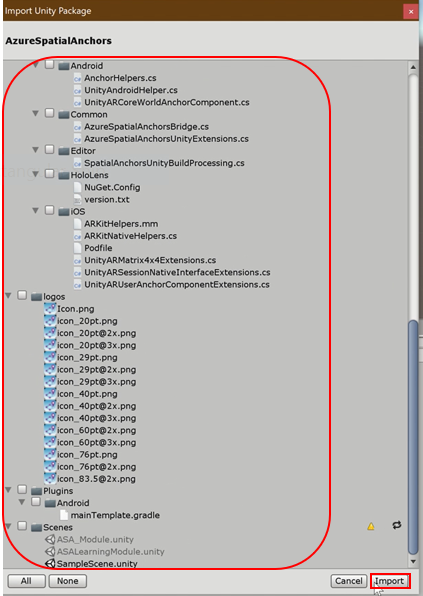 Import Unity Package
AzureSpatialAnchors
Android
AnchorHelpers.cs
UnityAndroidHelper.cs
UnityARCoreWorldAnchorComponent.cs
Common
AzureSpatialAnchorsBridge.cs
AzureSpatialAnchorsUnityExtensions.cs
Editor
SpatialAnchorsUnityBuildProcessing.cs
HoloLens
NuGet.Config
version.txt
iOS
ARKitHelpers.mm
ARKitNativeHelpers.cs
Podfile
UnityARMatrix4x4Extensions.cs
UnityARSessionNativeInterfaceExtensions.cs
UnityARUserAnchorComponentExtensions.cs
logos
Icon.png
icon_20pt.png
icon_20pt@2x.png
icon_20pt@3x.png
icon_29pt.png
icon_29pt@2x.png
icon_29pt@3x.png
icon_40pt.png
icon_40pt@2x.png
icon_40pt@3x.png
icon_60pt@2x.png
icon_60pt@3x.png
icon_76pt.png
icon_76pt@2x.png
icon_83.5@2x.png
Plugins
Android
mainTemplate.gradle
Scenes
ASA_Module.unity
ASALearningModule.unity
SampleScene.unity
All None Cancel Import